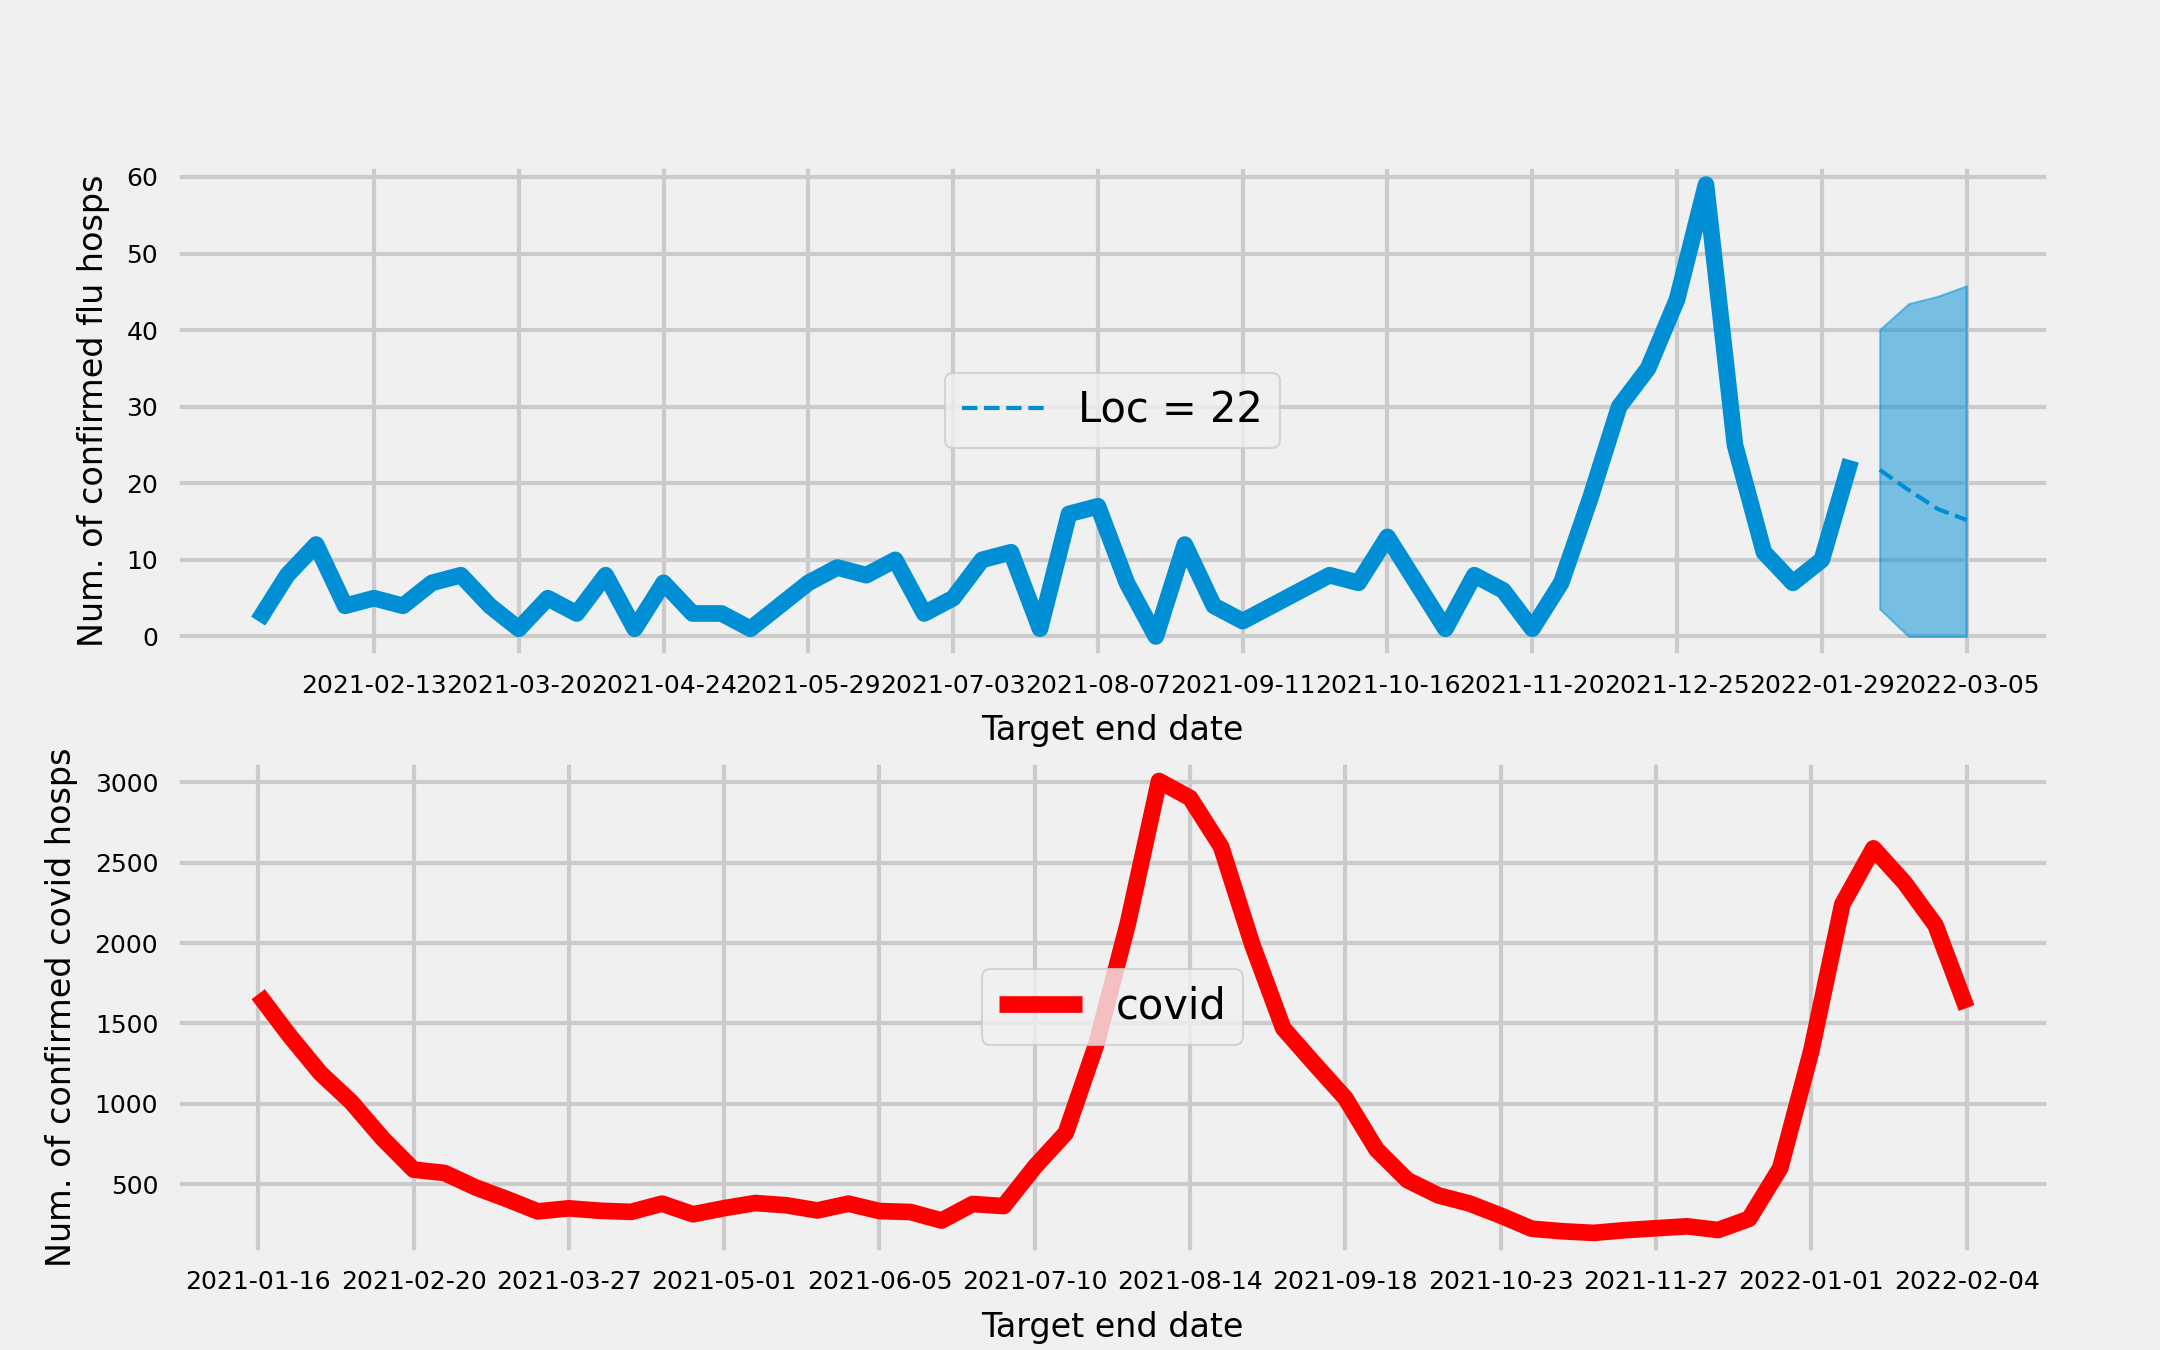 Num. of confirmed flu hosps
60
50
40
30
20
10
0
Loc = 22
2021-02-13 2021-03-20 2021-04-24 2021-05-29 2021-07-03 2021-08-07 2021-09-11 2021-10-16 2021-11-20 2021-12-25 2022-01-29 2022-03-05
Target end date
Num. of confirmed covid hosps
3000
2500
2000
1500
1000
500
covid
2021-01-16 2021-02-20 2021-03-27 2021-05-01 2021-06-05 2021-07-10 2021-08-14 2021-09-18 2021-10-23 2021-11-27 2022-01-01 2022-02-04
Target end date